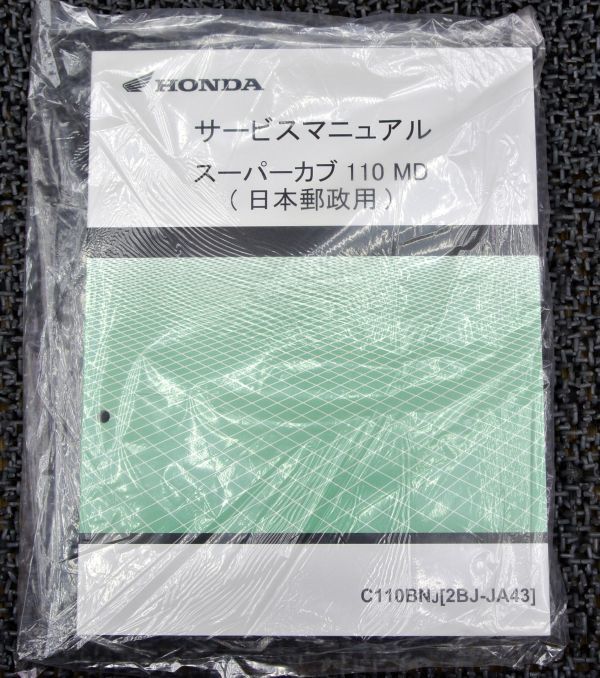 HONDA
サービスマニュアル
スーパーカブ 110 MD
(日本郵政用)
C110BNJ[2BJ-JA43]